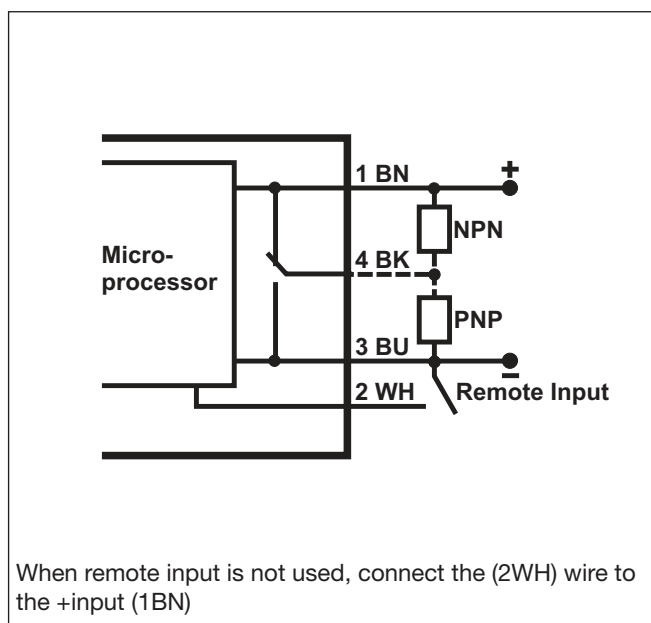 1 BN
+
NPN
Micro-
processor
4 BK
PNP
3 BU
-
2 WH
Remote Input
When remote input is not used, connect the (2WH) wire to
the +input (1BN)